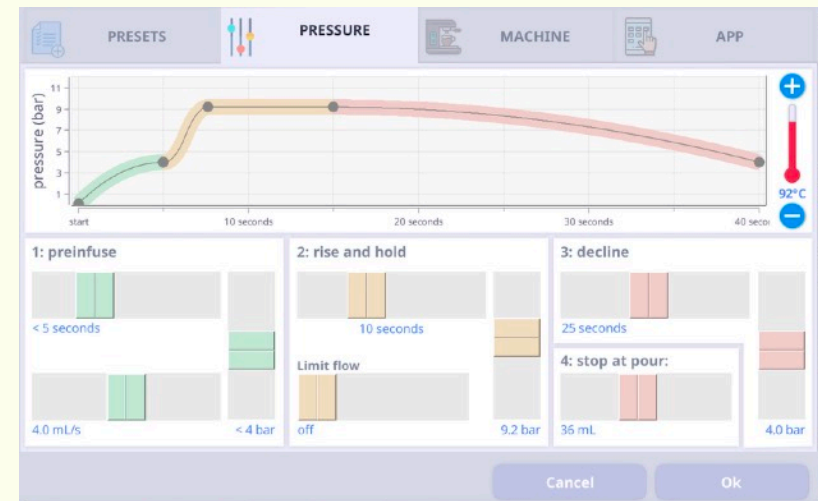 PRESETS
PRESSURE
MACHINE
APP
pressure (bar)
11
9
7
5
3
1
start
10 seconds
20 seconds
30 seconds
40 secon
92°C
1: preinfuse
< 5 seconds
4.0 mL/s
< 4 bar
2: rise and hold
10 seconds
Limit flow
off
9.2 bar
3: decline
25 seconds
4: stop at pour:
36 mL
4.0 bar
Cancel
Ok